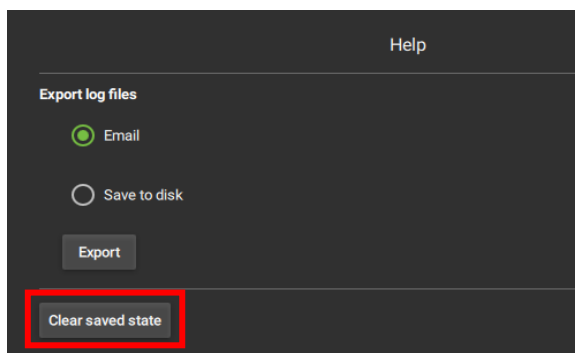 Help
Export log files
Email
Save to disk
Export
Clear saved state